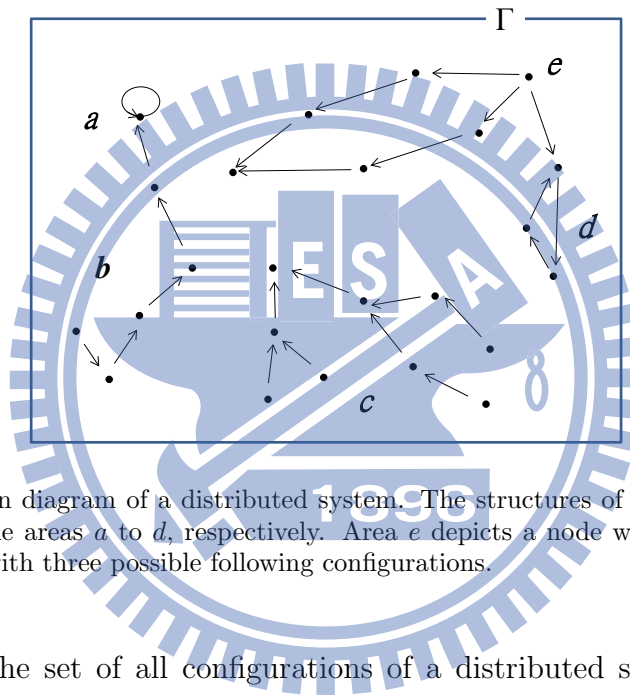 Γ
e
a
d
b
c
E S A
1896
n diagram of a distributed system. The structures of
e areas a to d, respectively. Area e depicts a node w
ith three possible following configurations.
he set of all configurations of a distributed s